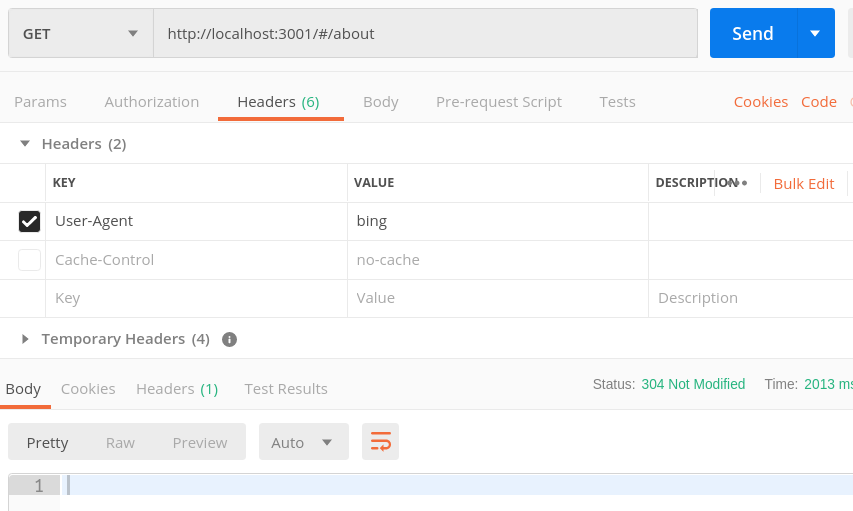 GET http://localhost:3001/#/about Send
Params Authorization Headers (6) Body Pre-request Script Tests Cookies Code
Headers (2)
KEY VALUE DESCRIPTION Bulk Edit
User-Agent bing
Cache-Control no-cache
Key Value Description
Temporary Headers (4)
Body Cookies Headers (1) Test Results Status: 304 Not Modified Time: 2013 ms
Pretty Raw Preview Auto
1